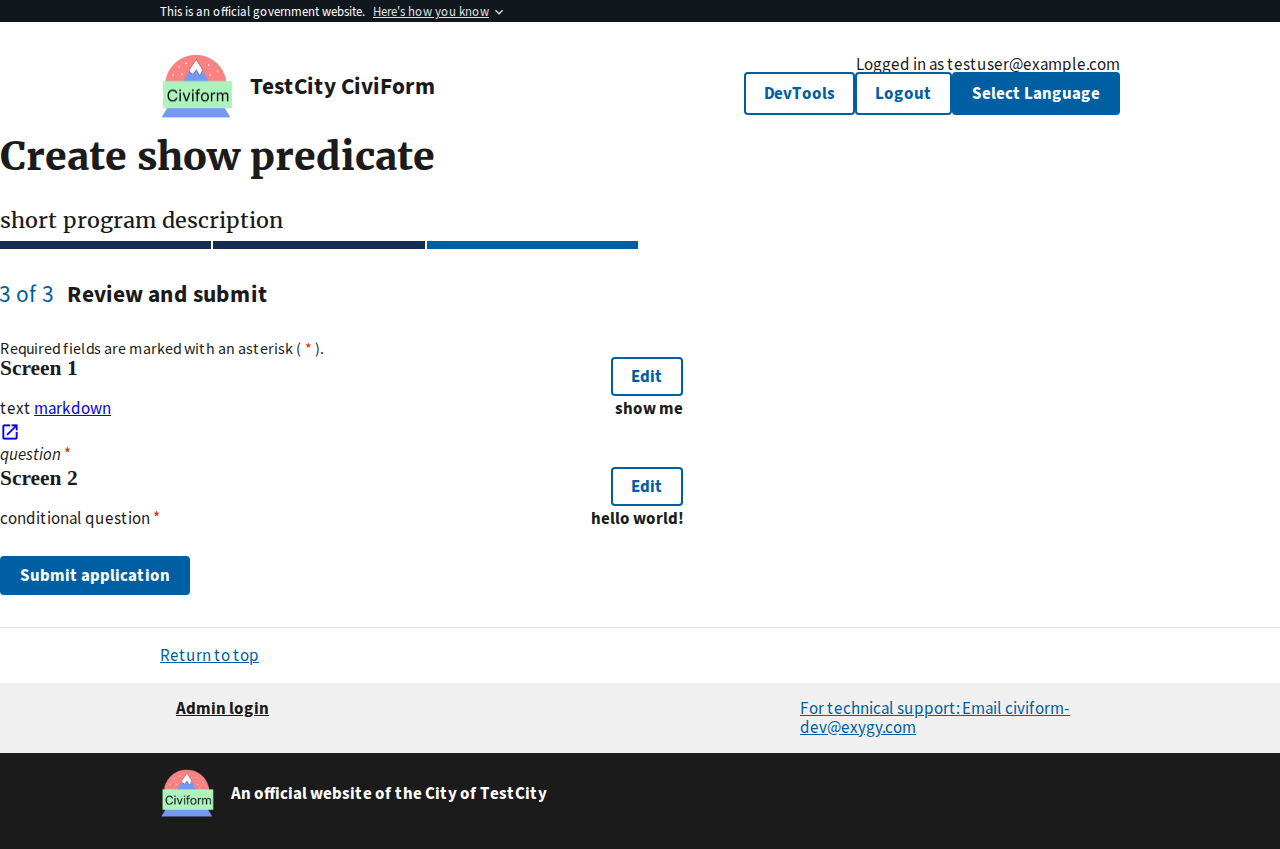 This is an official government website. Here's how you know
Civiform
TestCity CiviForm
Logged in as testuser@example.com
DevTools
Logout
Select Language
Create show predicate
short program description
3 of 3 Review and submit
Required fields are marked with an asterisk ( * ).
Screen 1
Edit
text markdown
show me
question *
Screen 2
Edit
conditional question *
hello world!
Submit application
Return to top
Admin login
For technical support: Email civiform-
dev@exygy.com
Civiform
An official website of the City of TestCity